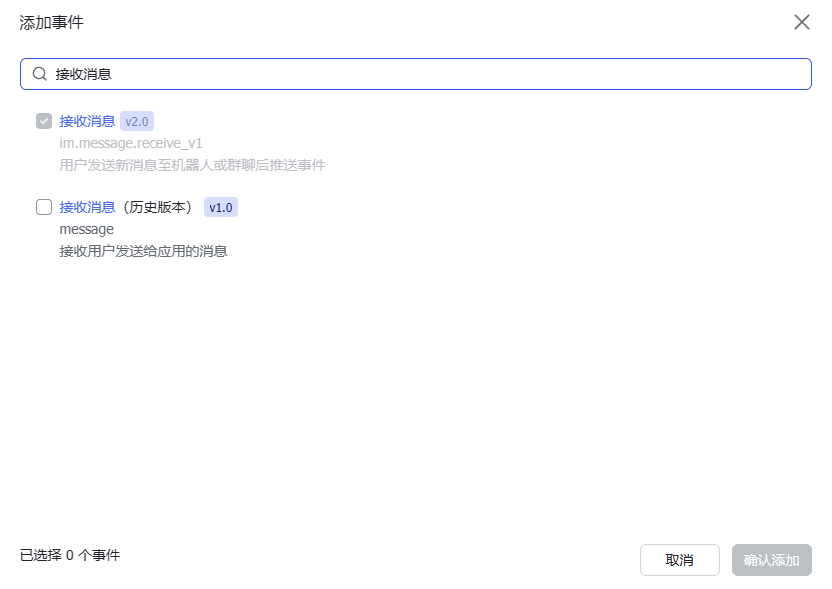 添加事件
接收消息
接收消息 v2.0
im.message.receive_v1
用户发送新消息至机器人或群聊后推送事件
接收消息（历史版本） v1.0
message
接收用户发送给应用的消息
已选择 0 个事件
取消
确认添加